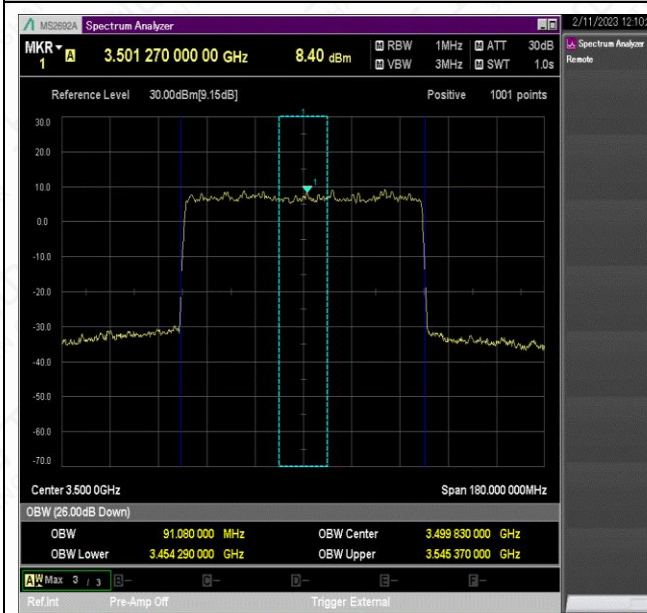 MS2692A Spectrum Analyzer
2/11/2023 12:10:
MKR 1 A 3.501 270 000 00 GHz 8.40 dBm
RBW 1MHz ATT 30dB
VBW 3MHz SWT 1.0s
Spectrum Analyzer
Remote
Reference Level 30.00dBm[9.15dB] Positive 1001 points
30.0
20.0
10.0
0.0
-10.0
-20.0
-30.0
-40.0
-50.0
-60.0
-70.0
1
1
Center 3.500 0GHz Span 180.000 000MHz
OBW (26.00dB Down)
OBW 91.080 000 MHz OBW Center 3.499 830 000 GHz
OBW Lower 3.454 290 000 GHz OBW Upper 3.545 370 000 GHz
A W Max 3 / 3 B- C- D- E- F-
Ref.Int Pre-Amp Off Trigger External